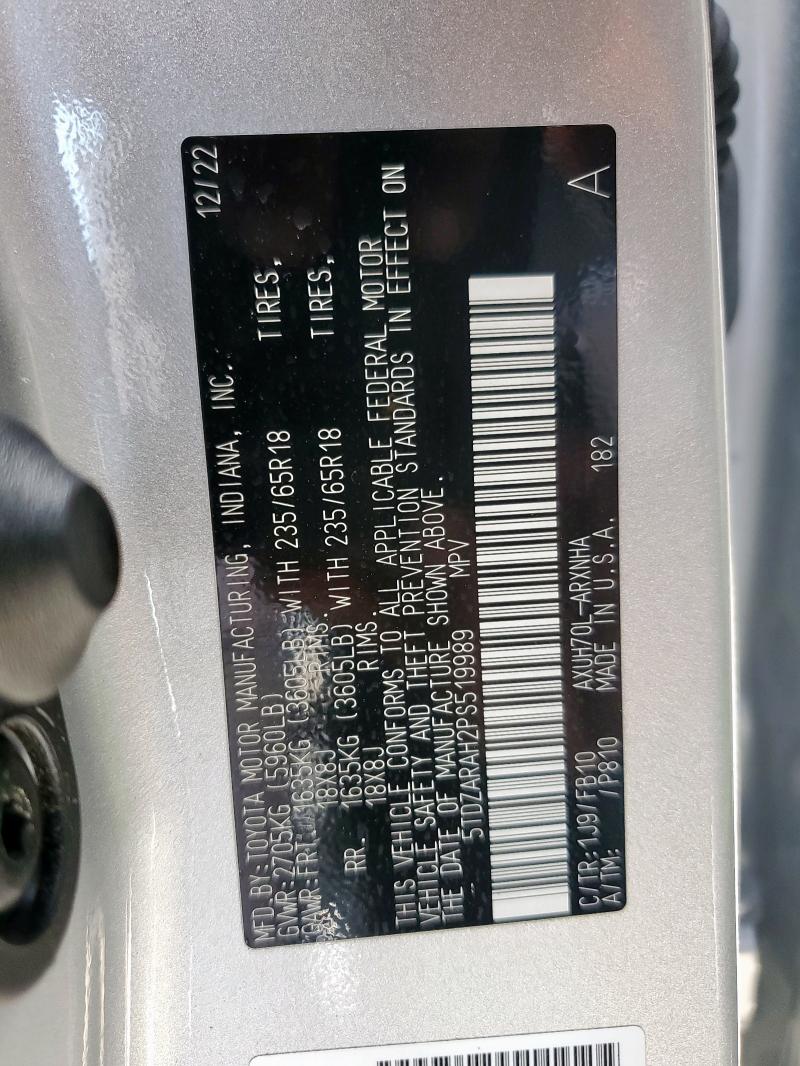 MFD.BY:TOYOTA MOTOR MANUFACTURING, INDIANA, INC. 12/22
GVWR:2705KG (5960LB)
GAWR:FRT. 1635KG (3605LB) WITH 235/65R18 TIRES,
18X8J RIMS.
RR. 1635KG (3605LB) WITH 235/65R18 TIRES,
18X8J RIMS.
THIS VEHICLE CONFORMS TO ALL APPLICABLE FEDERAL MOTOR
VEHICLE SAFETY AND THEFT PREVENTION STANDARDS IN EFFECT ON
THE DATE OF MANUFACTURE SHOWN ABOVE.
5TDZARAH2PS519989 MPV
C/TR:1J9/FB10 AXUH70L-ARXNHA
A/TM: /P810 MADE IN U.S.A. 182 A